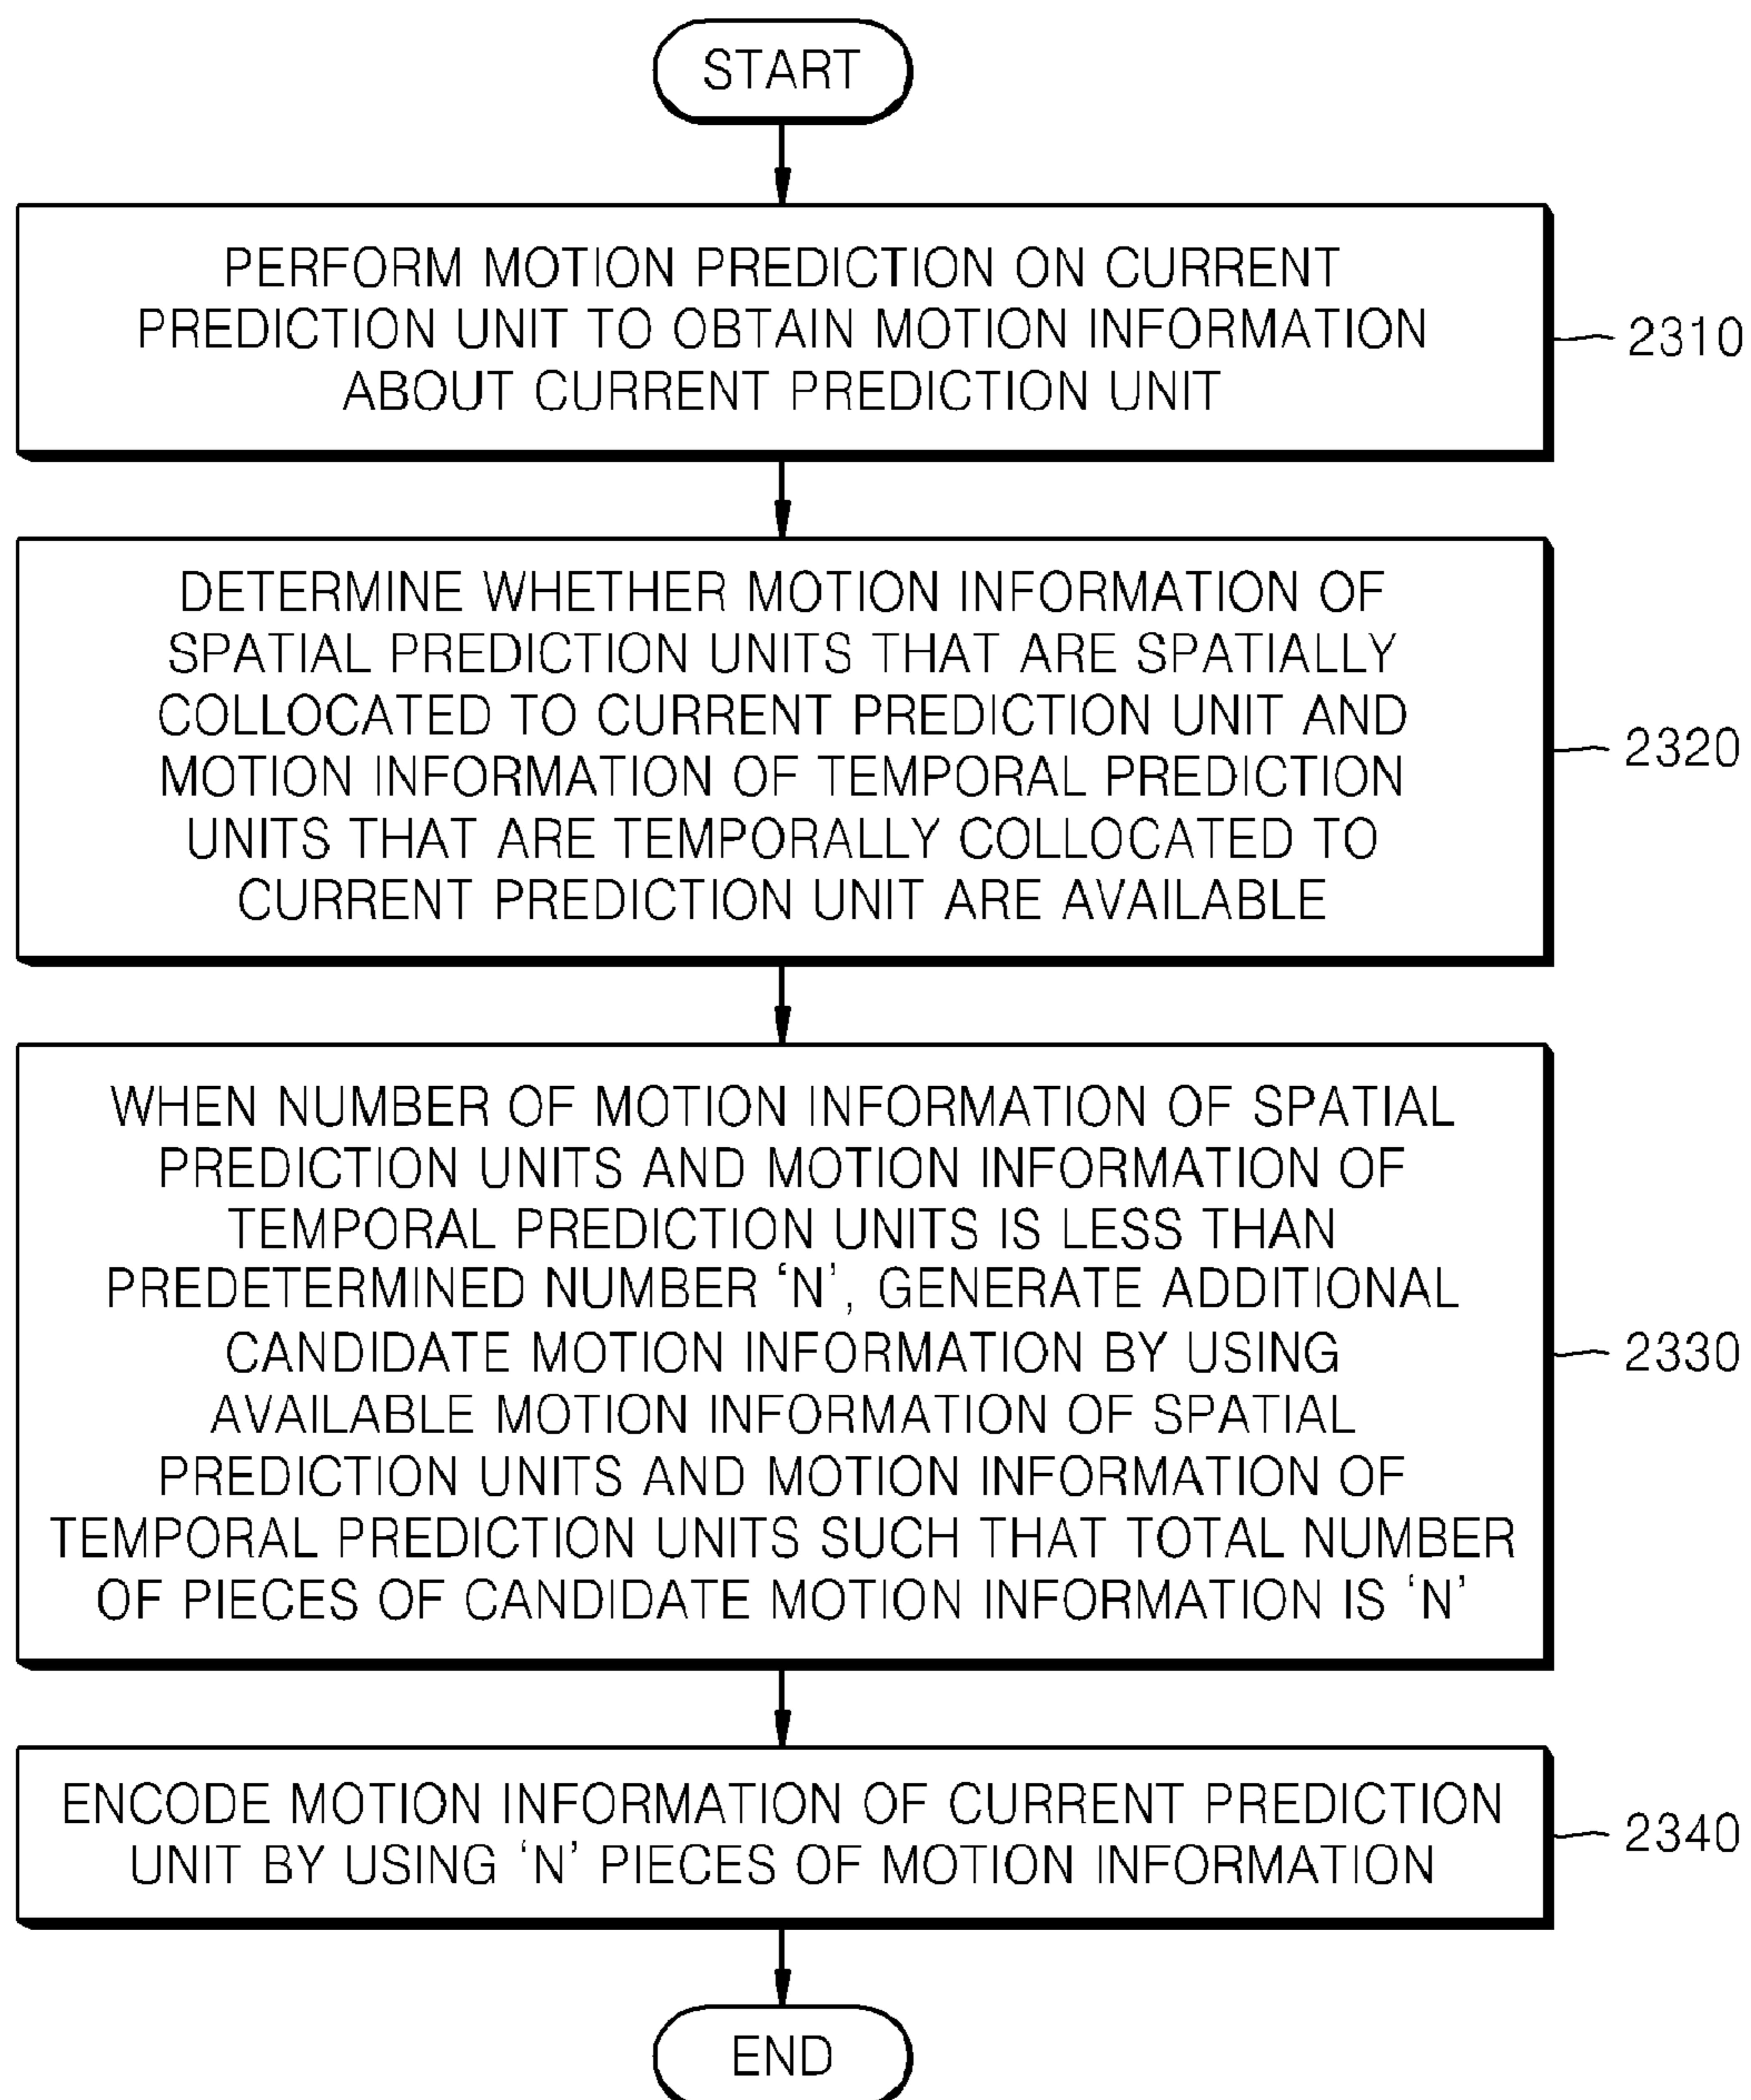 START
PERFORM MOTION PREDICTION ON CURRENT
PREDICTION UNIT TO OBTAIN MOTION INFORMATION
ABOUT CURRENT PREDICTION UNIT
2310
DETERMINE WHETHER MOTION INFORMATION OF
SPATIAL PREDICTION UNITS THAT ARE SPATIALLY
COLLOCATED TO CURRENT PREDICTION UNIT AND
MOTION INFORMATION OF TEMPORAL PREDICTION
UNITS THAT ARE TEMPORALLY COLLOCATED TO
CURRENT PREDICTION UNIT ARE AVAILABLE
2320
WHEN NUMBER OF MOTION INFORMATION OF SPATIAL
PREDICTION UNITS AND MOTION INFORMATION OF
TEMPORAL PREDICTION UNITS IS LESS THAN
PREDETERMINED NUMBER ‘N’, GENERATE ADDITIONAL
CANDIDATE MOTION INFORMATION BY USING
AVAILABLE MOTION INFORMATION OF SPATIAL
PREDICTION UNITS AND MOTION INFORMATION OF
TEMPORAL PREDICTION UNITS SUCH THAT TOTAL NUMBER
OF PIECES OF CANDIDATE MOTION INFORMATION IS ‘N’
2330
ENCODE MOTION INFORMATION OF CURRENT PREDICTION
UNIT BY USING ‘N’ PIECES OF MOTION INFORMATION
2340
END